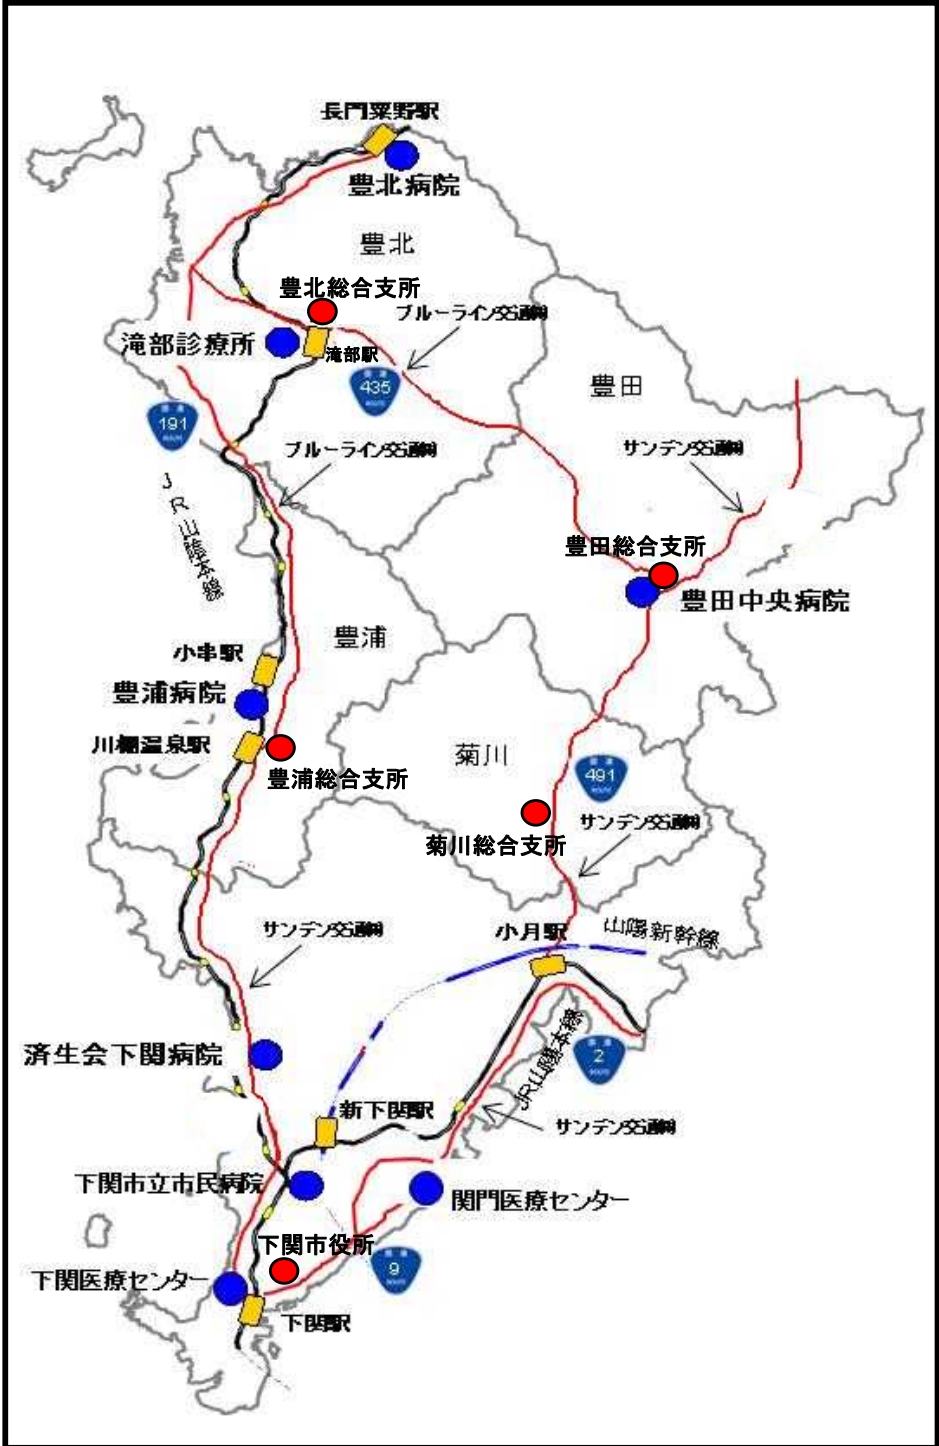 長門粟野駅
豊北病院
豊北
豊北総合支所
ブルーライン交通㈱
滝部診療所
滝部駅
435
豊田
191
ブルーライン交通㈱
サンデン交通㈱
JR山陰本線
豊田総合支所
豊田中央病院
豊浦
小串駅
豊浦病院
川棚温泉駅
豊浦総合支所
菊川
491
サンデン交通㈱
菊川総合支所
サンデン交通㈱
小月駅
山陽新幹線
済生会下関病院
JR山陽本線
2
新下関駅
サンデン交通㈱
下関市立市民病院
関門医療センター
下関市役所
9
下関医療センター
下関駅